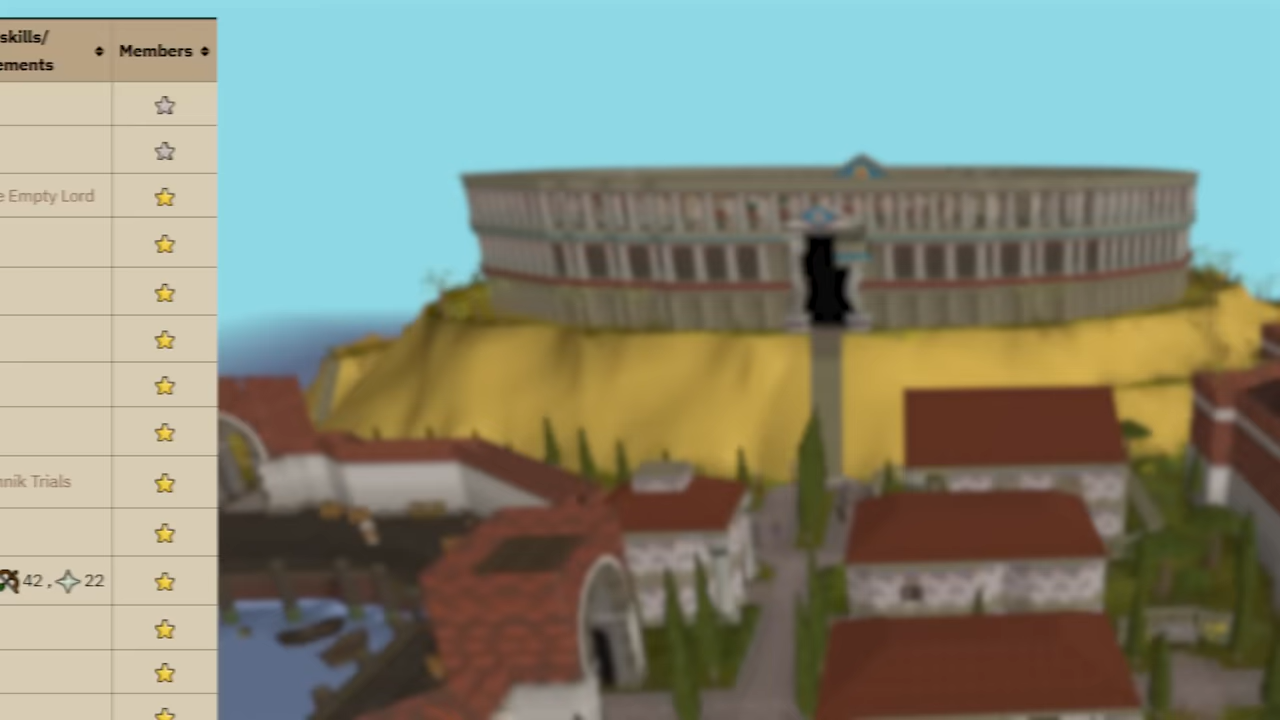 skills/
ements
Members
e Empty Lord
nnik Trials
42, 22